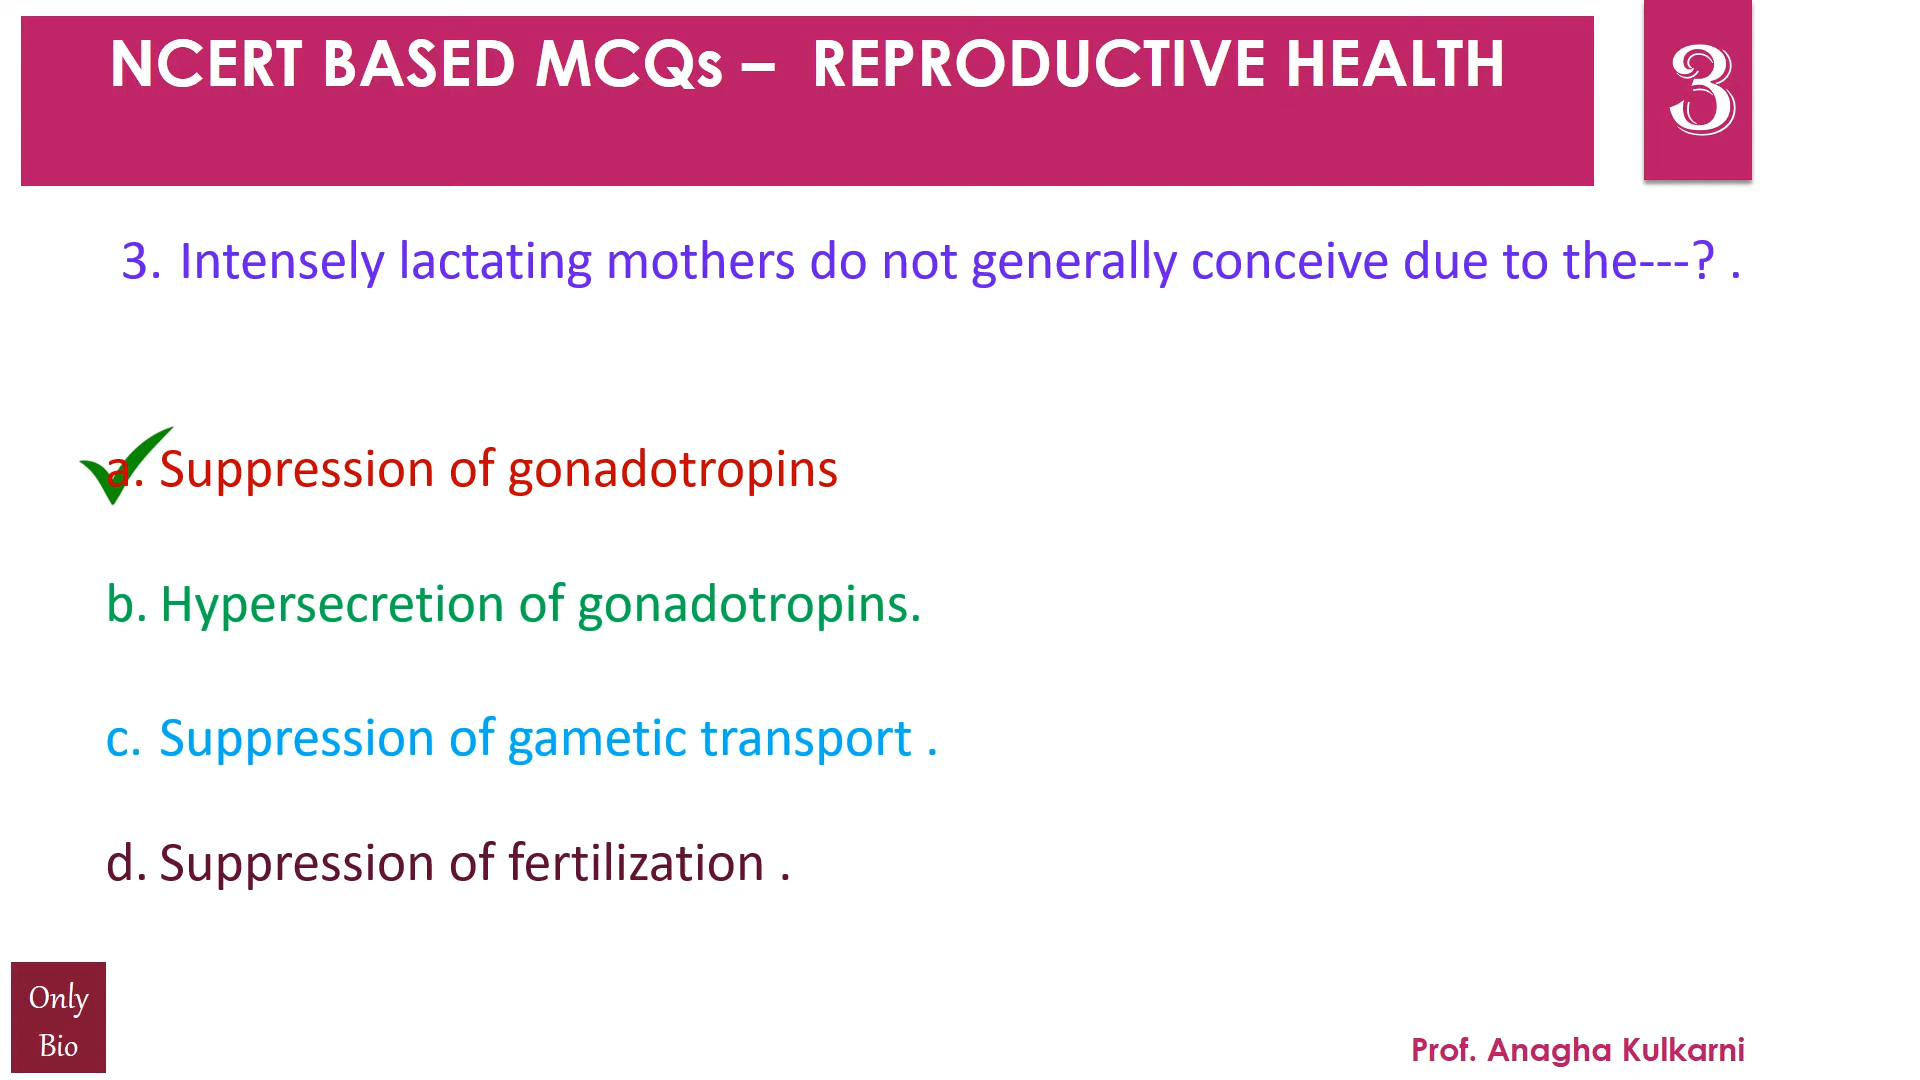 NCERT BASED MCQs – REPRODUCTIVE HEALTH
3
3. Intensely lactating mothers do not generally conceive due to the---? .
a. Suppression of gonadotropins
b. Hypersecretion of gonadotropins.
c. Suppression of gametic transport .
d. Suppression of fertilization .
Only
Bio
Prof. Anagha Kulkarni